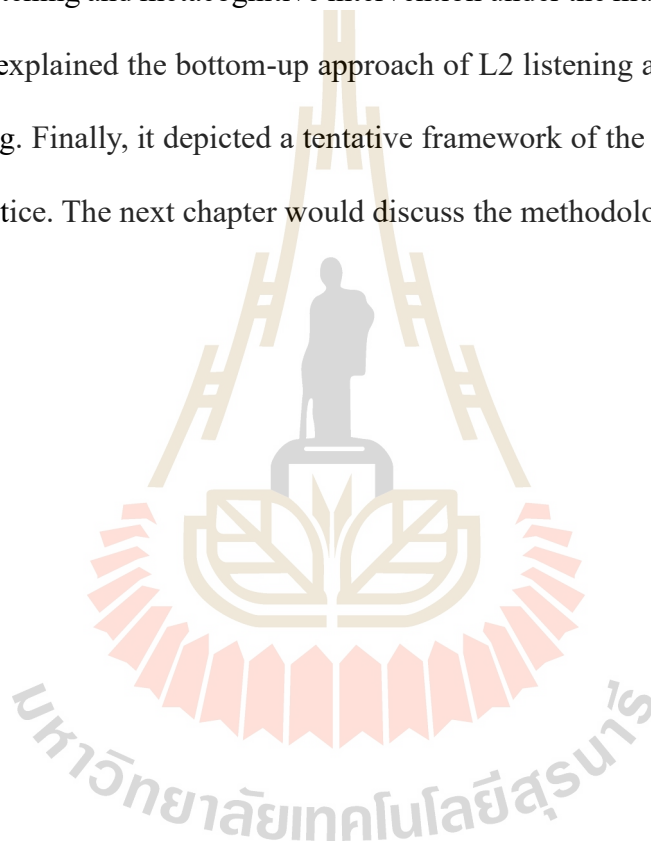 explained the bottom-up approach of L2 listening a
g. Finally, it depicted a tentative framework of the
tice. The next chapter would discuss the methodolo
มหาวิทยาลัยเทคโนโลยีสุรนารี